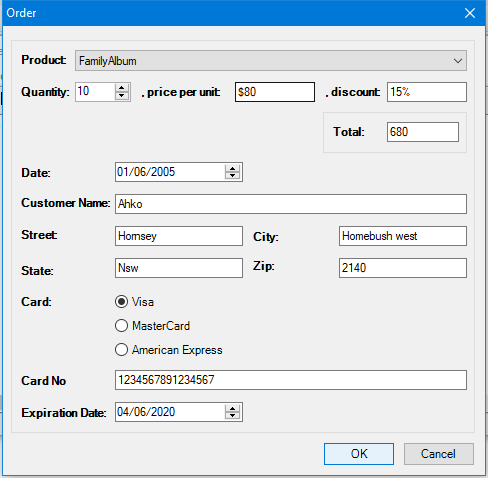 Order
Product: FamilyAlbum
Quantity: 10 , price per unit: $80 , discount: 15%
Total: 680
Date: 01/06/2005
Customer Name: Ahko
Street: Hornsey City: Homebush west
State: Nsw Zip: 2140
Card: Visa
MasterCard
American Express
Card No 1234567891234567
Expiration Date: 04/06/2020
OK Cancel